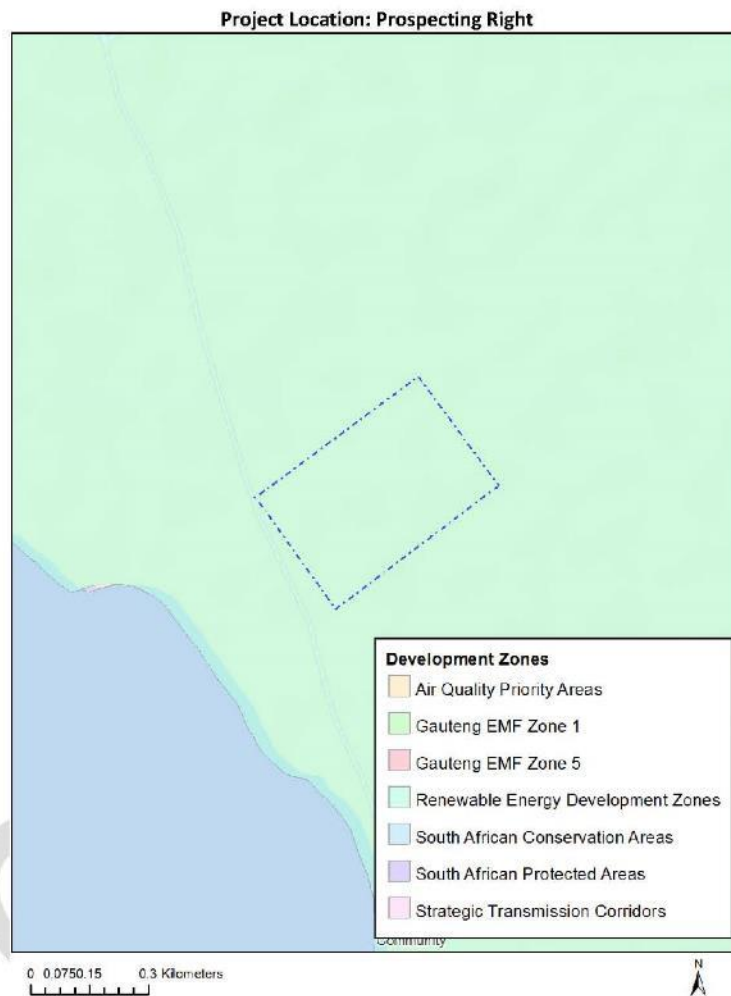 Project Location: Prospecting Right
Development Zones
Air Quality Priority Areas
Gauteng EMF Zone 1
Gauteng EMF Zone 5
Renewable Energy Development Zones
South African Conservation Areas
South African Protected Areas
Strategic Transmission Corridors
Community
0 0.0750.15 0.3 Kilometers
N